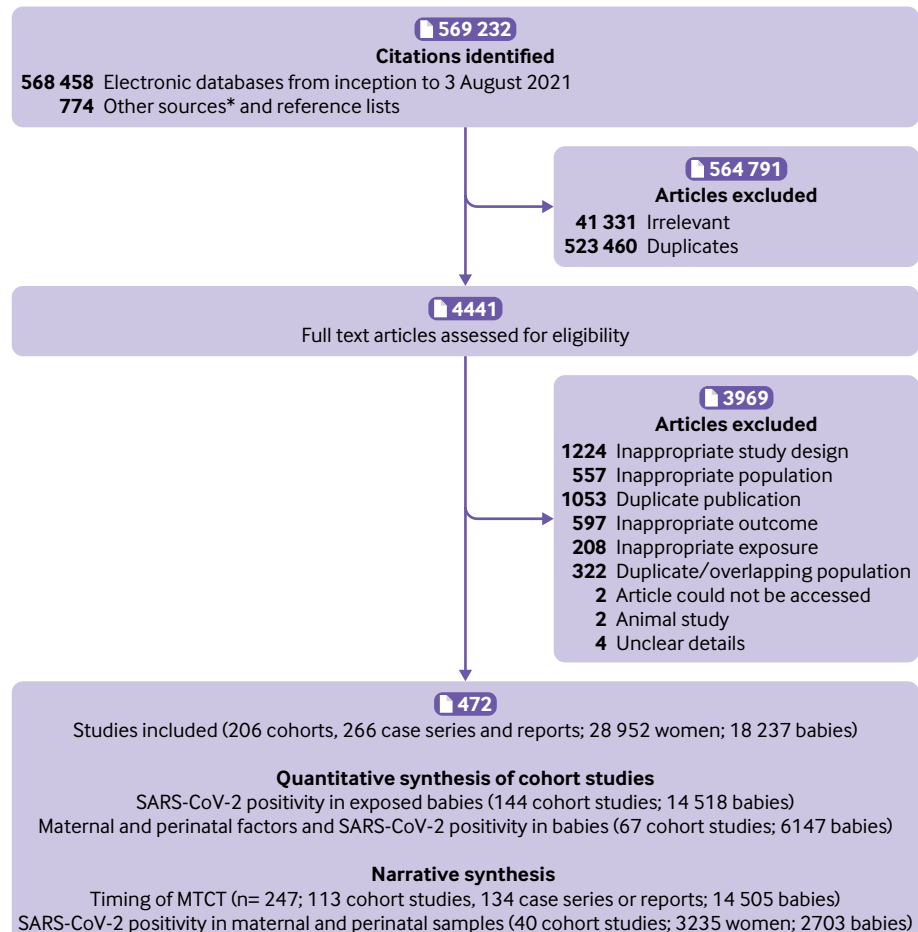 569 232
Citations identified
568 458 Electronic databases from inception to 3 August 2021
774 Other sources* and reference lists
564 791
Articles excluded
41 331 Irrelevant
523 460 Duplicates
4441
Full text articles assessed for eligibility
3969
Articles excluded
1224 Inappropriate study design
557 Inappropriate population
1053 Duplicate publication
597 Inappropriate outcome
208 Inappropriate exposure
322 Duplicate/overlapping population
2 Article could not be accessed
2 Animal study
4 Unclear details
472
Studies included (206 cohorts, 266 case series and reports; 28 952 women; 18 237 babies)
Quantitative synthesis of cohort studies
SARS-CoV-2 positivity in exposed babies (144 cohort studies; 14 518 babies)
Maternal and perinatal factors and SARS-CoV-2 positivity in babies (67 cohort studies; 6147 babies)
Narrative synthesis
Timing of MTCT (n= 247; 113 cohort studies, 134 case series or reports; 14 505 babies)
SARS-CoV-2 positivity in maternal and perinatal samples (40 cohort studies; 3235 women; 2703 babies)